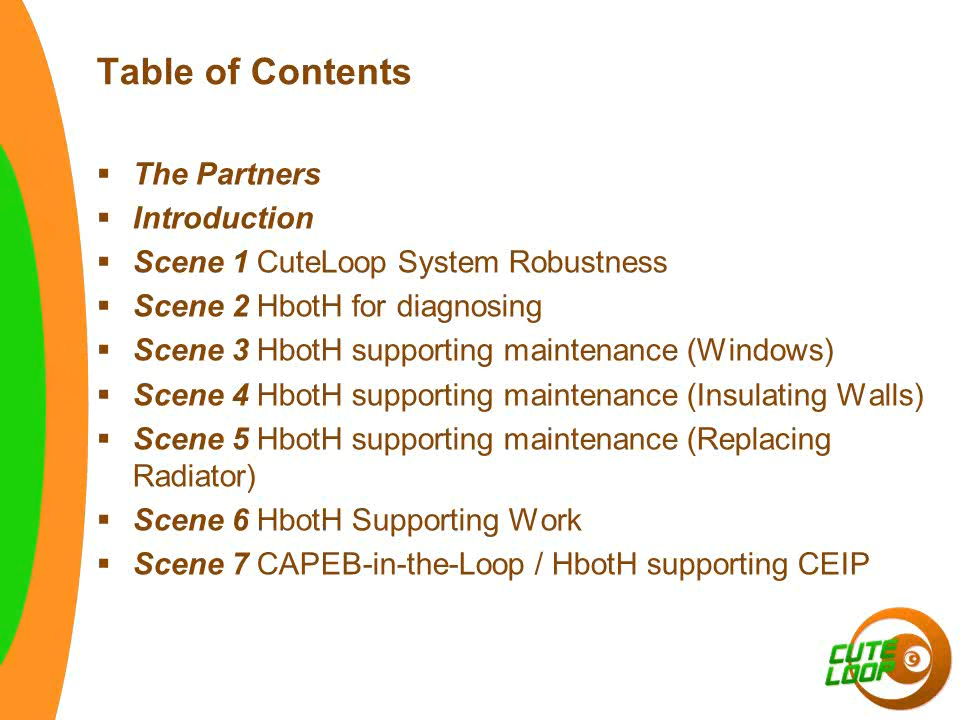 Table of Contents
▪ The Partners
▪ Introduction
▪ Scene 1 CuteLoop System Robustness
▪ Scene 2 HbotH for diagnosing
▪ Scene 3 HbotH supporting maintenance (Windows)
▪ Scene 4 HbotH supporting maintenance (Insulating Walls)
▪ Scene 5 HbotH supporting maintenance (Replacing
Radiator)
▪ Scene 6 HbotH Supporting Work
▪ Scene 7 CAPEB-in-the-Loop / HbotH supporting CEIP
CUTE
LOOP